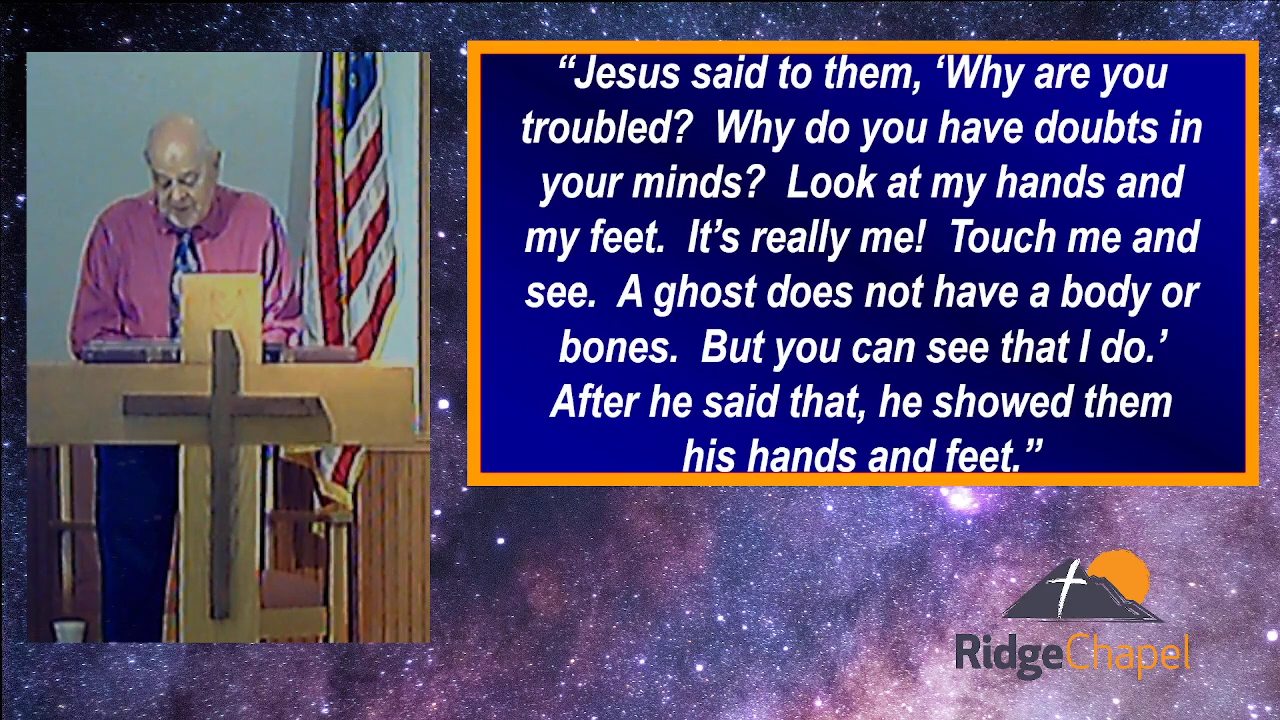 “Jesus said to them, ‘Why are you
troubled?  Why do you have doubts in
your minds?  Look at my hands and
my feet.  It’s really me!  Touch me and
see.  A ghost does not have a body or
bones.  But you can see that I do.’
After he said that, he showed them
his hands and feet.”
RidgeChapel